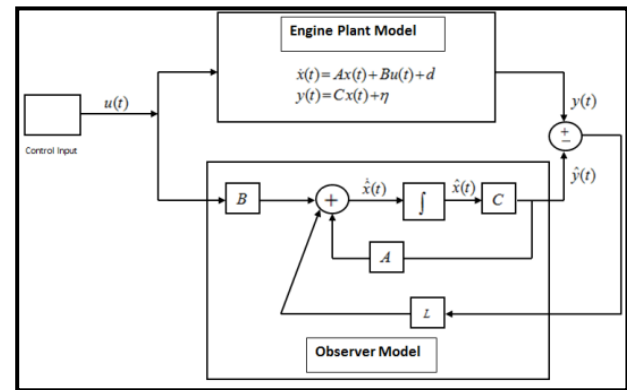 Engine Plant Model
ẋ(t)= Ax(t)+Bu(t)+d
y(t)=Cx(t)+η
u(t)
Control Input
y(t)
+
−
ŷ(t)
B
+
x̂̇(t)
∫
x̂(t)
C
A
L
Observer Model